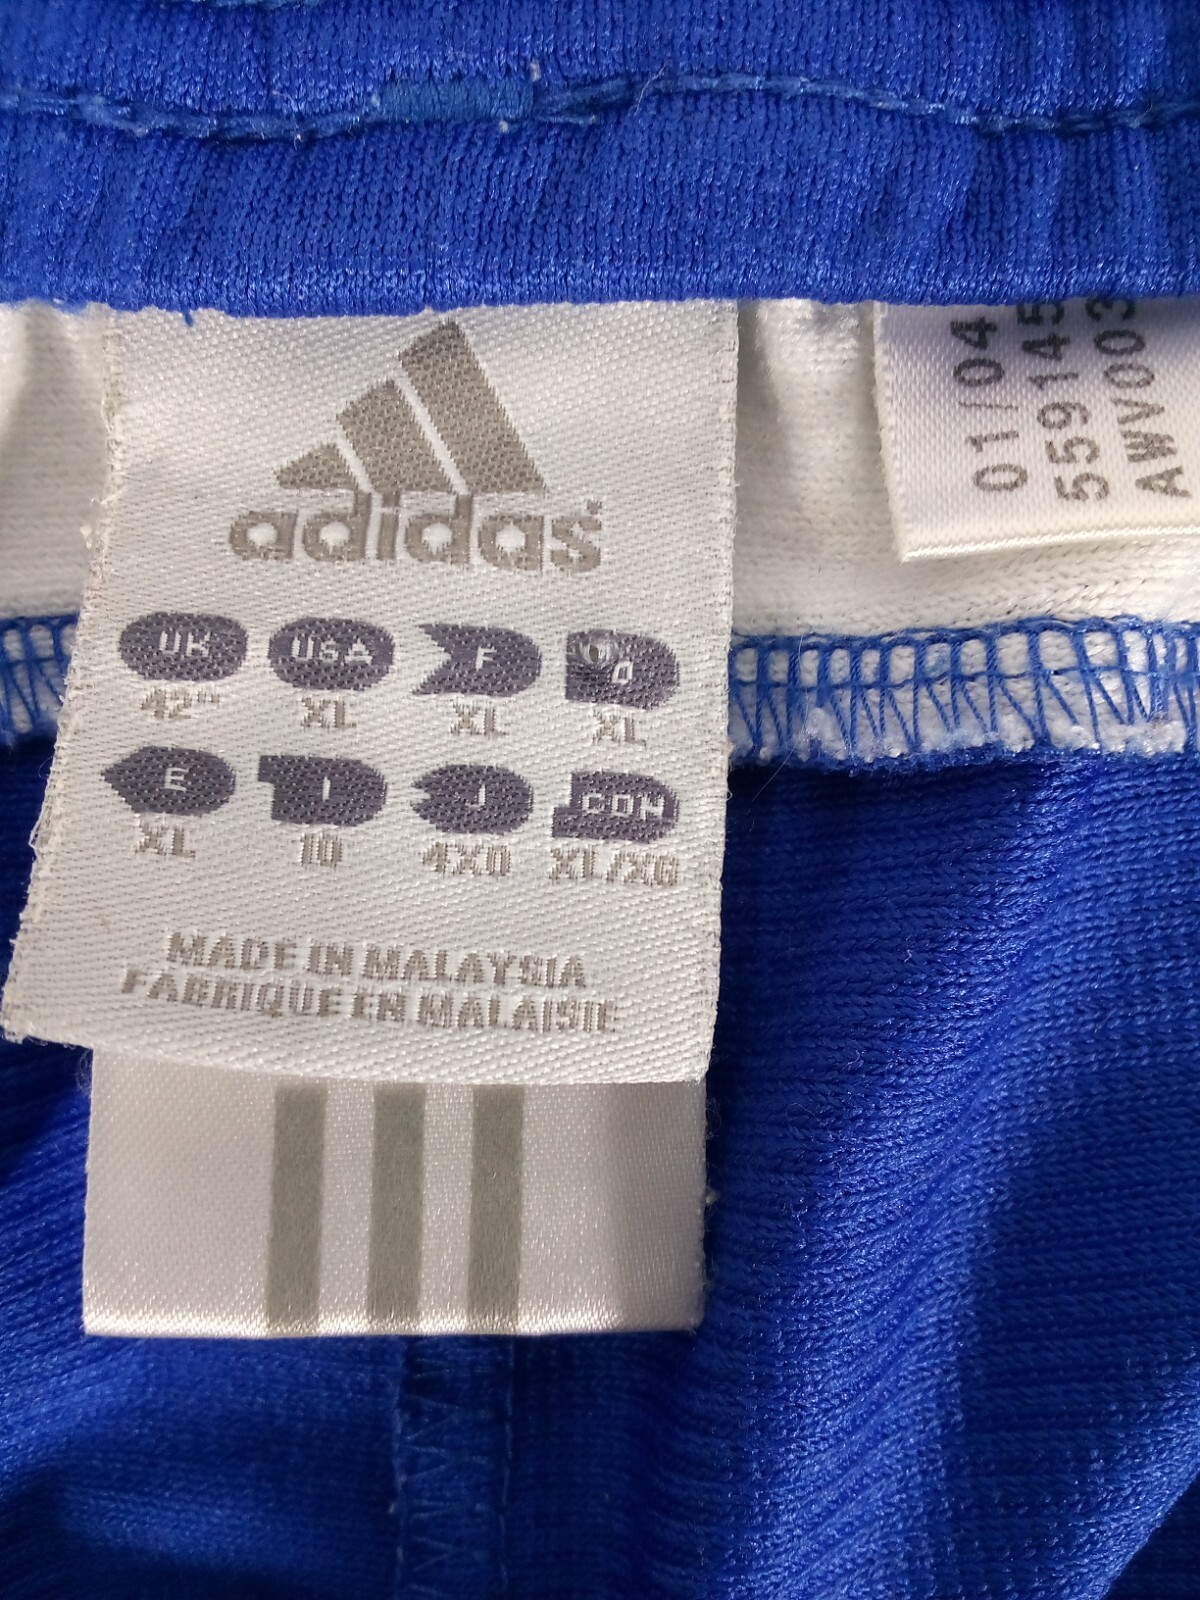 adidas
UK USA F D
42" XL XL XL
E I J CDN
XL 10 4XO XL/XG
MADE IN MALAYSIA
FABRIQUE EN MALAISIE
01/04
559145
AWV003